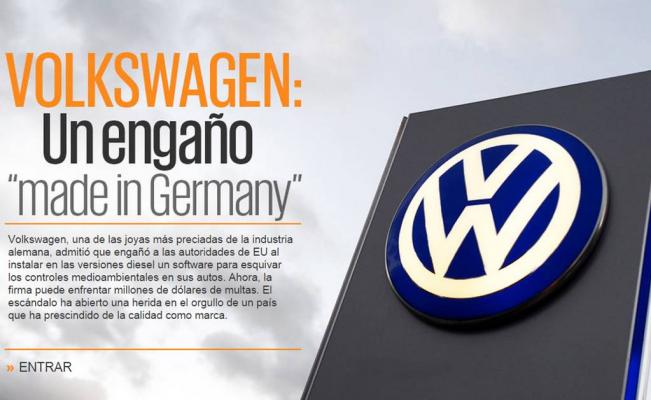 VOLKSWAGEN:
Un engaño
“made in Germany”
Volkswagen, una de las joyas más preciadas de la industria
alemana, admitió que engañó a las autoridades de EU al
instalar en las versiones diesel un software para esquivar
los controles medioambientales en sus autos. Ahora, la
firma puede enfrentar millones de dólares de multas. El
escándalo ha abierto una herida en el orgullo de un país
que ha prescindido de la calidad como marca.
» ENTRAR
VW